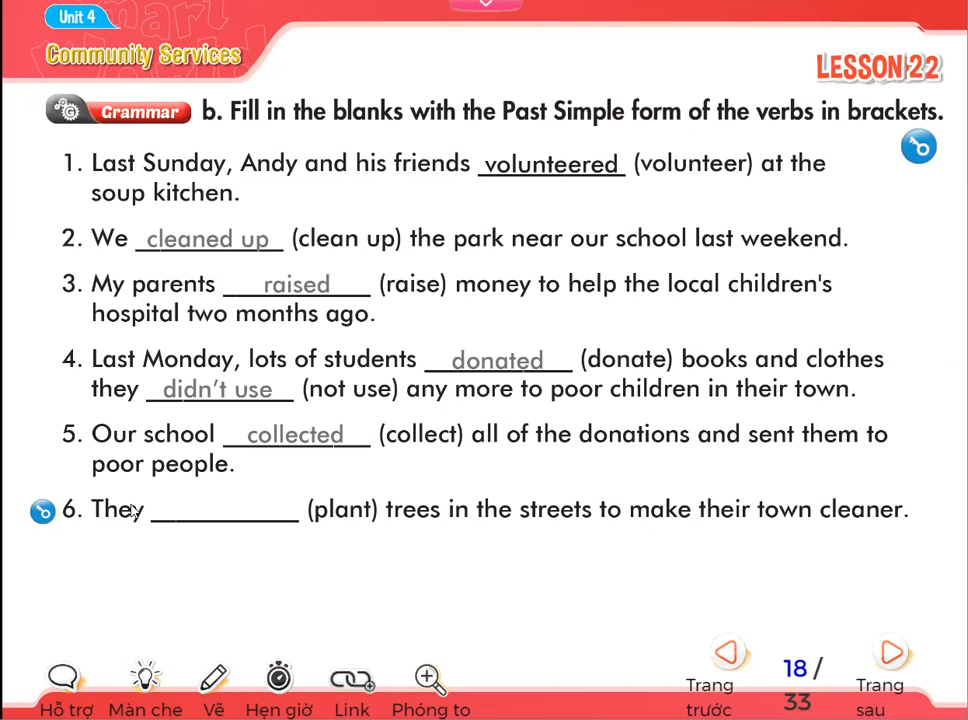 Unit 4
Community Services
LESSON 22
Grammar b. Fill in the blanks with the Past Simple form of the verbs in brackets.
1. Last Sunday, Andy and his friends volunteered (volunteer) at the
soup kitchen.
2. We cleaned up (clean up) the park near our school last weekend.
3. My parents raised (raise) money to help the local children's
hospital two months ago.
4. Last Monday, lots of students donated (donate) books and clothes
they didn't use (not use) any more to poor children in their town.
5. Our school collected (collect) all of the donations and sent them to
poor people.
6. They ____________ (plant) trees in the streets to make their town cleaner.
Hỗ trợ Màn che Vẽ Hẹn giờ Link Phóng to
Trang trước
18 / 33
Trang sau